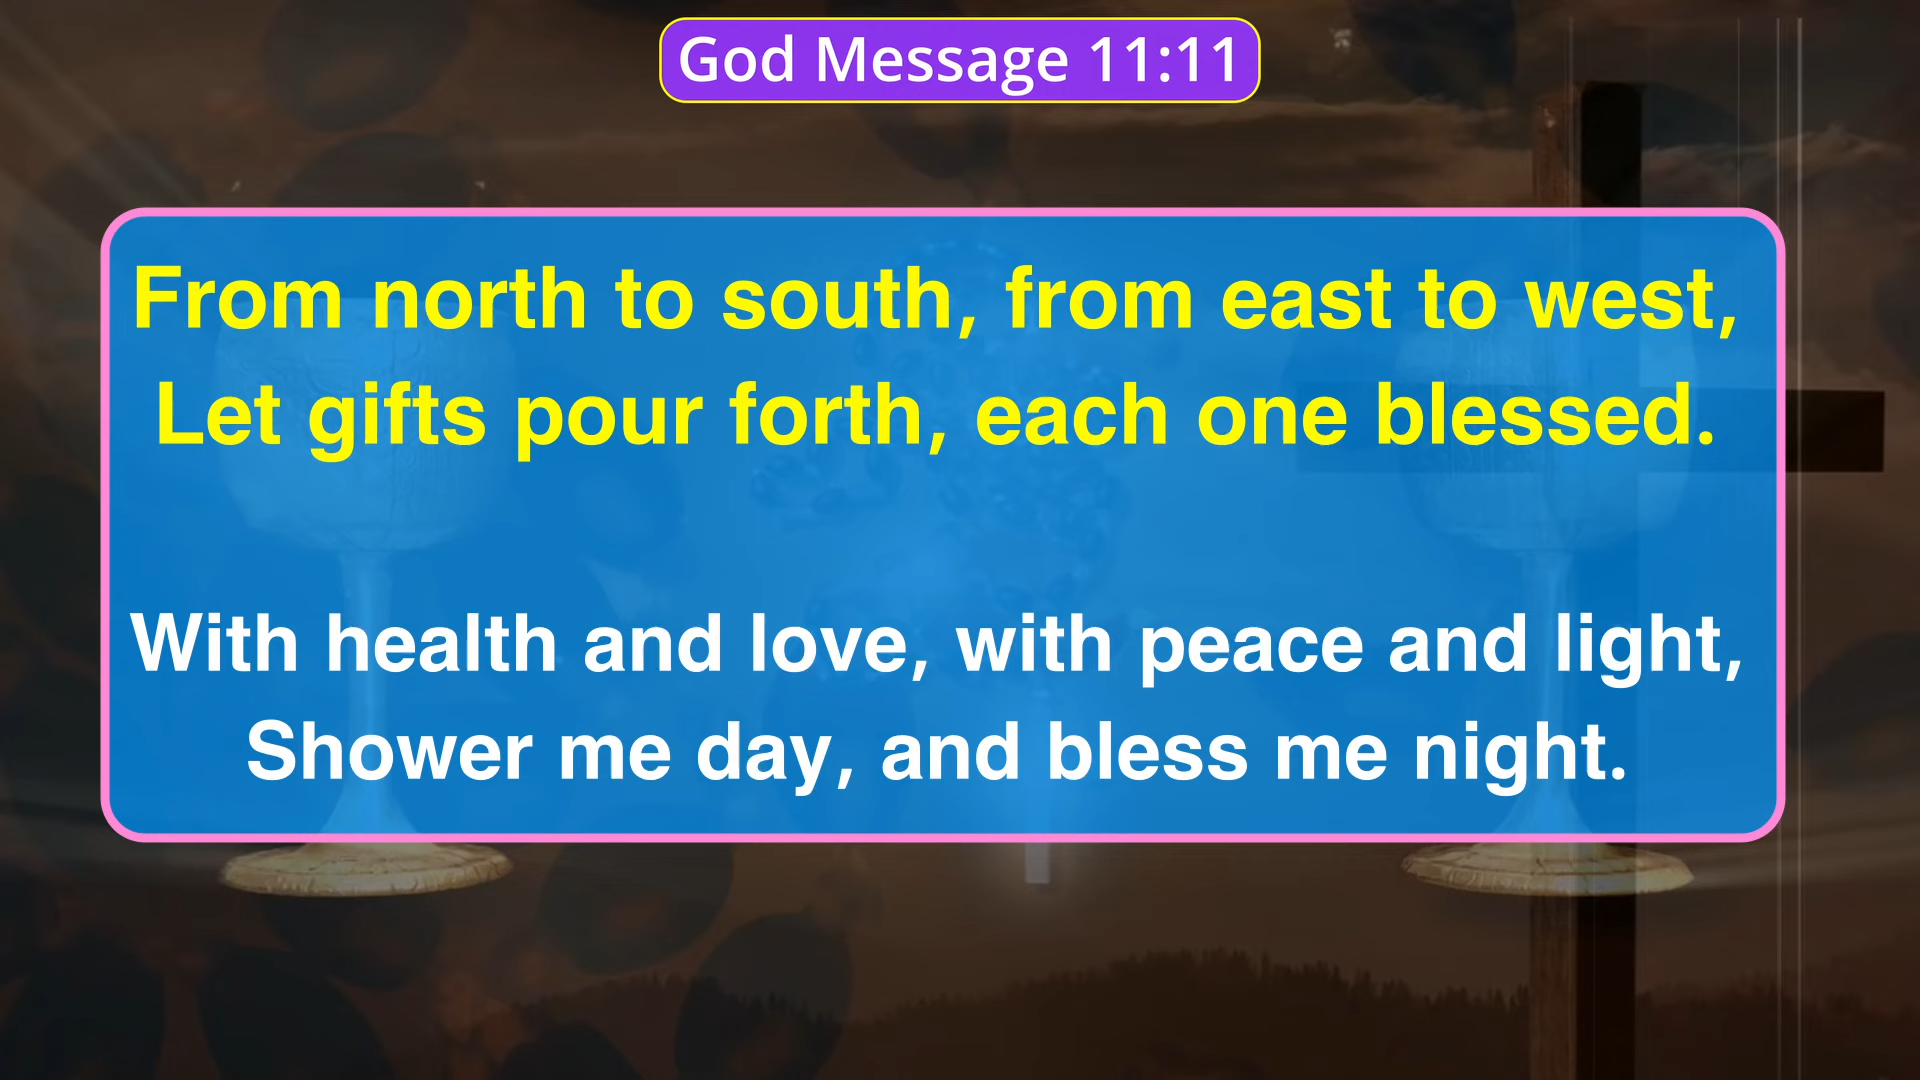 God Message 11:11
From north to south, from east to west,
Let gifts pour forth, each one blessed.
With health and love, with peace and light,
Shower me day, and bless me night.